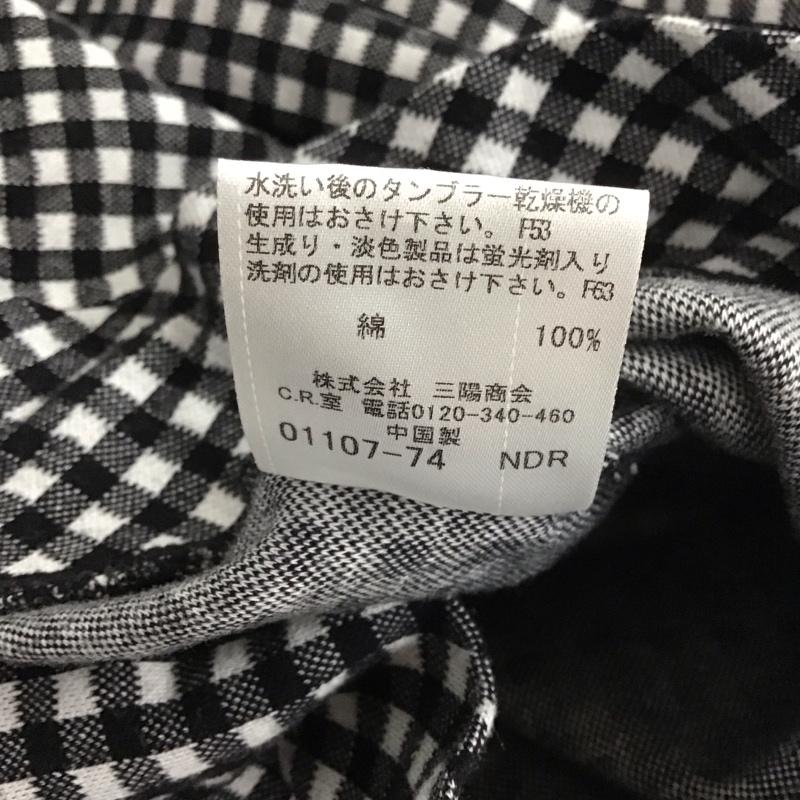 水洗い後のタンブラー乾燥機の
使用はおさけ下さい。 F53
生成り・淡色製品は蛍光剤入り
洗剤の使用はおさけ下さい。F63
綿 100%
株式会社 三陽商会
C.R.室 電話0120-340-460
中国製
01107-74 NDR